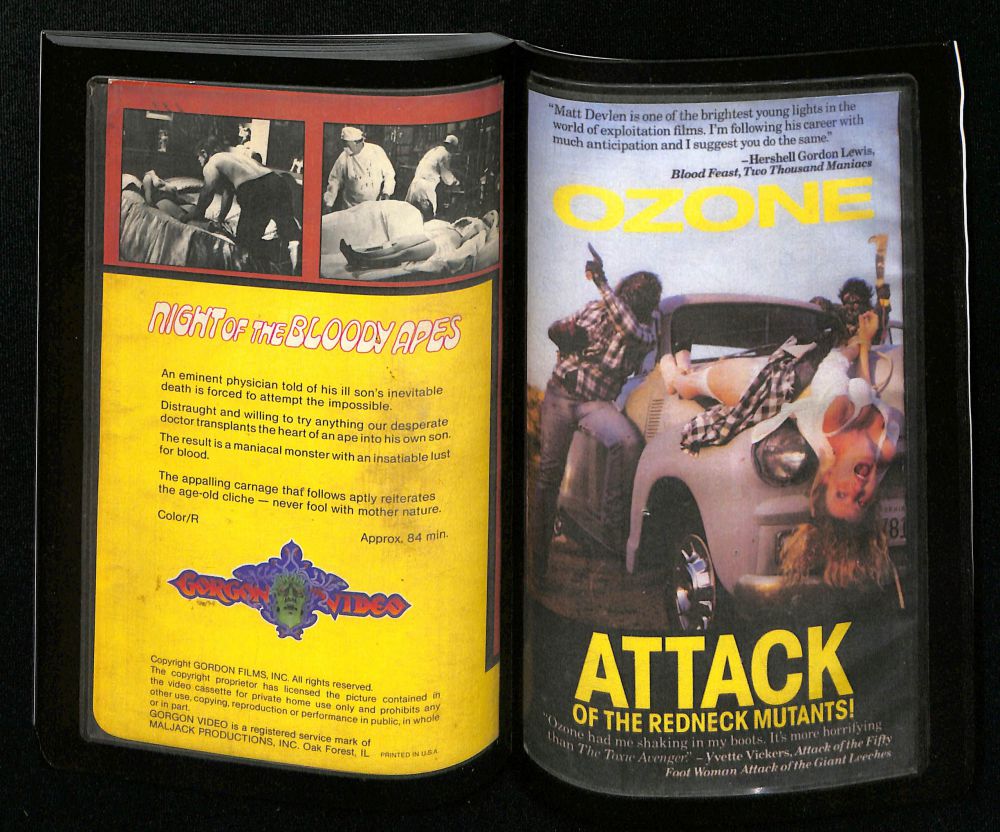 NIGHT OF THE BLOODY APES
An eminent physician told of his ill son's inevitable
death is forced to attempt the impossible.
Distraught and willing to try anything our desperate
doctor transplants the heart of an ape into his own son.
The result is a maniacal monster with an insatiable lust
for blood.
The appalling carnage that follows aptly reiterates
the age-old cliche — never fool with mother nature.
Color/R
Approx. 84 min.
GORGON VIDEO
Copyright GORDON FILMS, INC. All rights reserved.
The copyright proprietor has licensed the picture contained in
the video cassette for private home use only and prohibits any
other use, copying, reproduction or performance in public, in whole
or in part.
GORGON VIDEO is a registered service mark of
MALJACK PRODUCTIONS, INC. Oak Forest, IL
PRINTED IN U.S.A.
"Matt Devlen is one of the brightest young lights in the
world of exploitation films. I'm following his career with
much anticipation and I suggest you do the same."
–Hershell Gordon Lewis,
Blood Feast, Two Thousand Maniacs
OZONE
781
ATTACK
OF THE REDNECK MUTANTS!
"Ozone had me shaking in my boots. It's more horrifying
than The Toxic Avenger." – Yvette Vickers, Attack of the Fifty
Foot Woman Attack of the Giant Leeches